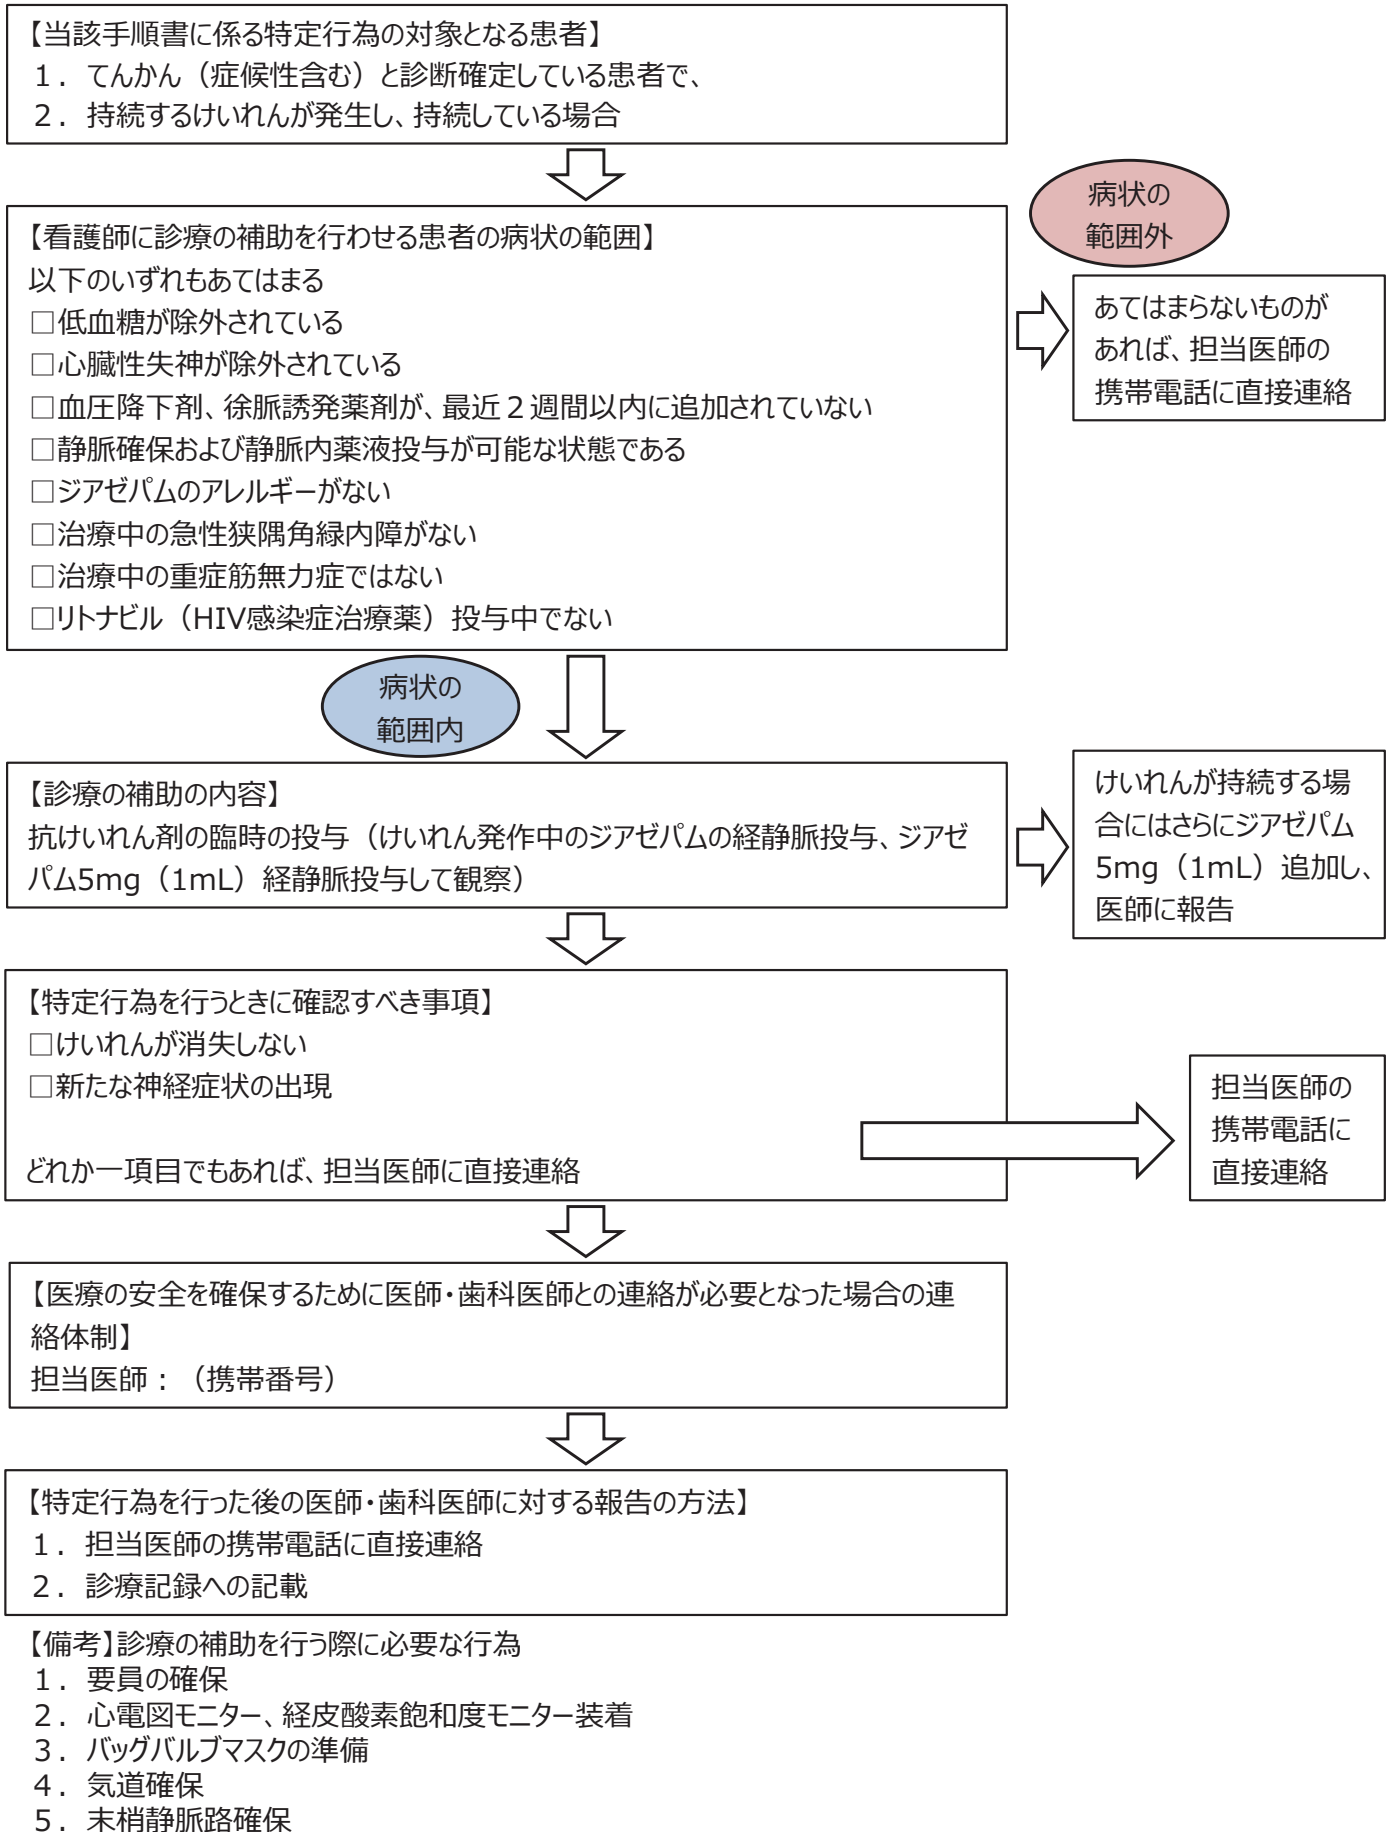 【当該手順書に係る特定行為の対象となる患者】
１．てんかん（症候性含む）と診断確定している患者で、
２．持続するけいれんが発生し、持続している場合
病状の
範囲外
【看護師に診療の補助を行わせる患者の病状の範囲】
以下のいずれもあてはまる
□低血糖が除外されている
□心臓性失神が除外されている
□血圧降下剤、徐脈誘発薬剤が、最近２週間以内に追加されていない
□静脈確保および静脈内薬液投与が可能な状態である
□ジアゼパムのアレルギーがない
□治療中の急性狭隅角緑内障がない
□治療中の重症筋無力症ではない
□リトナビル（HIV感染症治療薬）投与中でない
あてはまらないものが
あれば、担当医師の
携帯電話に直接連絡
病状の
範囲内
【診療の補助の内容】
抗けいれん剤の臨時の投与（けいれん発作中のジアゼパムの経静脈投与、ジアゼ
パム5mg（1mL）経静脈投与して観察）
けいれんが持続する場
合にはさらにジアゼパム
5mg（1mL）追加し、
医師に報告
【特定行為を行うときに確認すべき事項】
□けいれんが消失しない
□新たな神経症状の出現
どれか一項目でもあれば、担当医師に直接連絡
担当医師の
携帯電話に
直接連絡
【医療の安全を確保するために医師・歯科医師との連絡が必要となった場合の連
絡体制】
担当医師：（携帯番号）
【特定行為を行った後の医師・歯科医師に対する報告の方法】
１．担当医師の携帯電話に直接連絡
２．診療記録への記載
【備考】診療の補助を行う際に必要な行為
１．要員の確保
２．心電図モニター、経皮酸素飽和度モニター装着
３．バッグバルブマスクの準備
４．気道確保
５．末梢静脈路確保